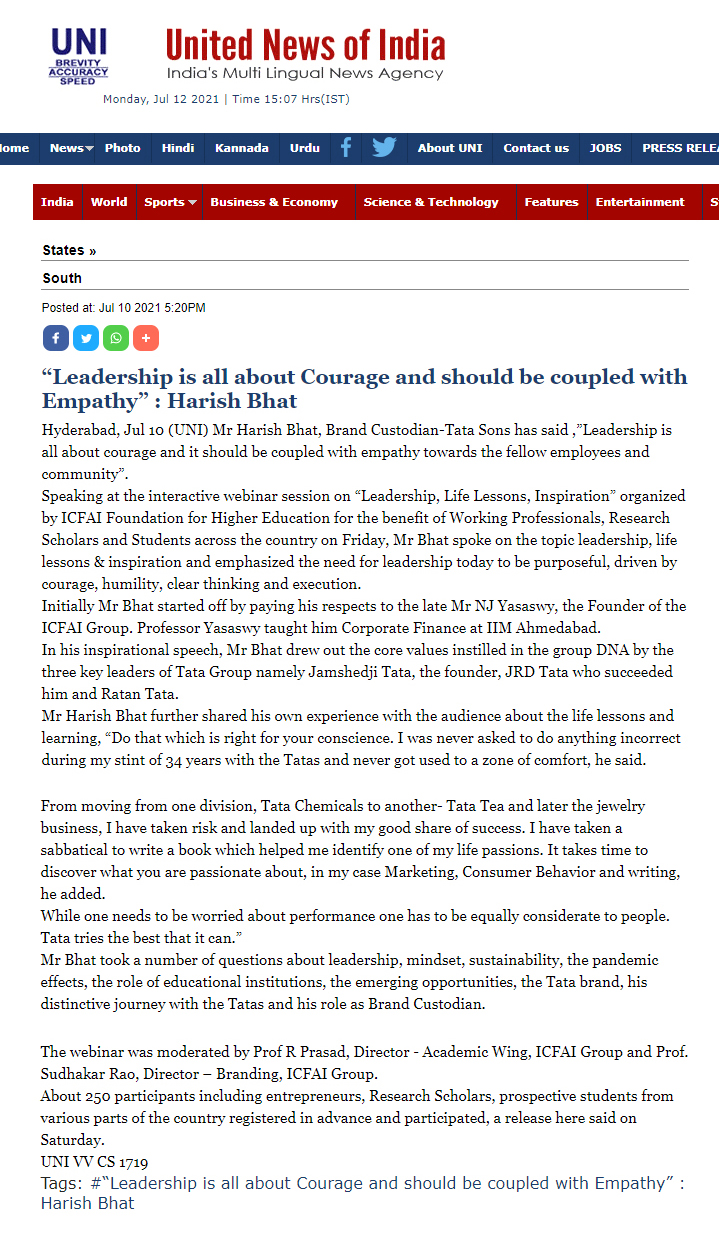 UNI
BREVITY
ACCURACY
SPEED
United News of India
India's Multi Lingual News Agency
Monday, Jul 12 2021 | Time 15:07 Hrs(IST)
News Photo Hindi Kannada Urdu About UNI Contact us JOBS PRESS
India World Sports Business & Economy Science & Technology Features Entertainment
States »
South
Posted at: Jul 10 2021 5:20PM
“Leadership is all about Courage and should be coupled with
Empathy” : Harish Bhat
Hyderabad, Jul 10 (UNI) Mr Harish Bhat, Brand Custodian-Tata Sons has said ,”Leadership is
all about courage and it should be coupled with empathy towards the fellow employees and
community”.
Speaking at the interactive webinar session on “Leadership, Life Lessons, Inspiration” organized
by ICFAI Foundation for Higher Education for the benefit of Working Professionals, Research
Scholars and Students across the country on Friday, Mr Bhat spoke on the topic leadership, life
lessons & inspiration and emphasized the need for leadership today to be purposeful, driven by
courage, humility, clear thinking and execution.
Initially Mr Bhat started off by paying his respects to the late Mr NJ Yasaswy, the Founder of the
ICFAI Group. Professor Yasaswy taught him Corporate Finance at IIM Ahmedabad.
In his inspirational speech, Mr Bhat drew out the core values instilled in the group DNA by the
three key leaders of Tata Group namely Jamshedji Tata, the founder, JRD Tata who succeeded
him and Ratan Tata.
Mr Harish Bhat further shared his own experience with the audience about the life lessons and
learning, “Do that which is right for your conscience. I was never asked to do anything incorrect
during my stint of 34 years with the Tatas and never got used to a zone of comfort, he said.
From moving from one division, Tata Chemicals to another- Tata Tea and later the jewelry
business, I have taken risk and landed up with my good share of success. I have taken a
sabbatical to write a book which helped me identify one of my life passions. It takes time to
discover what you are passionate about, in my case Marketing, Consumer Behavior and writing,
he added.
While one needs to be worried about performance one has to be equally considerate to people.
Tata tries the best that it can.”
Mr Bhat took a number of questions about leadership, mindset, sustainability, the pandemic
effects, the role of educational institutions, the emerging opportunities, the Tata brand, his
distinctive journey with the Tatas and his role as Brand Custodian.
The webinar was moderated by Prof R Prasad, Director - Academic Wing, ICFAI Group and Prof.
Sudhakar Rao, Director – Branding, ICFAI Group.
About 250 participants including entrepreneurs, Research Scholars, prospective students from
various parts of the country registered in advance and participated, a release here said on
Saturday.
UNI VV CS 1719
Tags: #“Leadership is all about Courage and should be coupled with Empathy” :
Harish Bhat